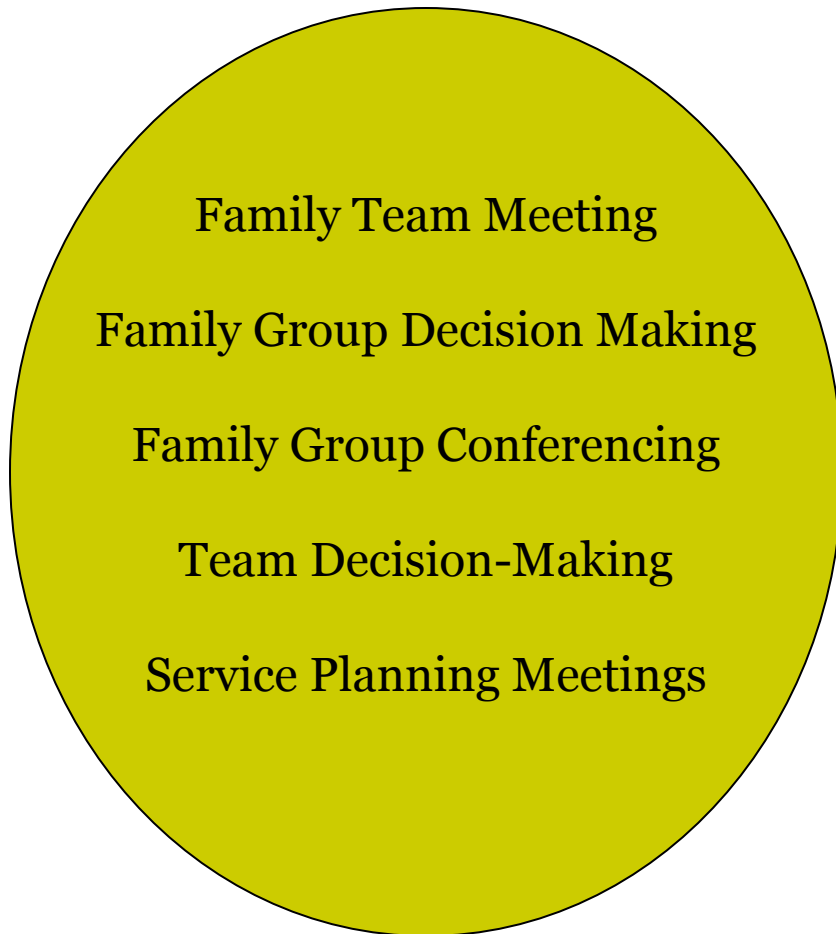 Family Team Meeting
Family Group Decision Making
Family Group Conferencing
Team Decision-Making
Service Planning Meetings